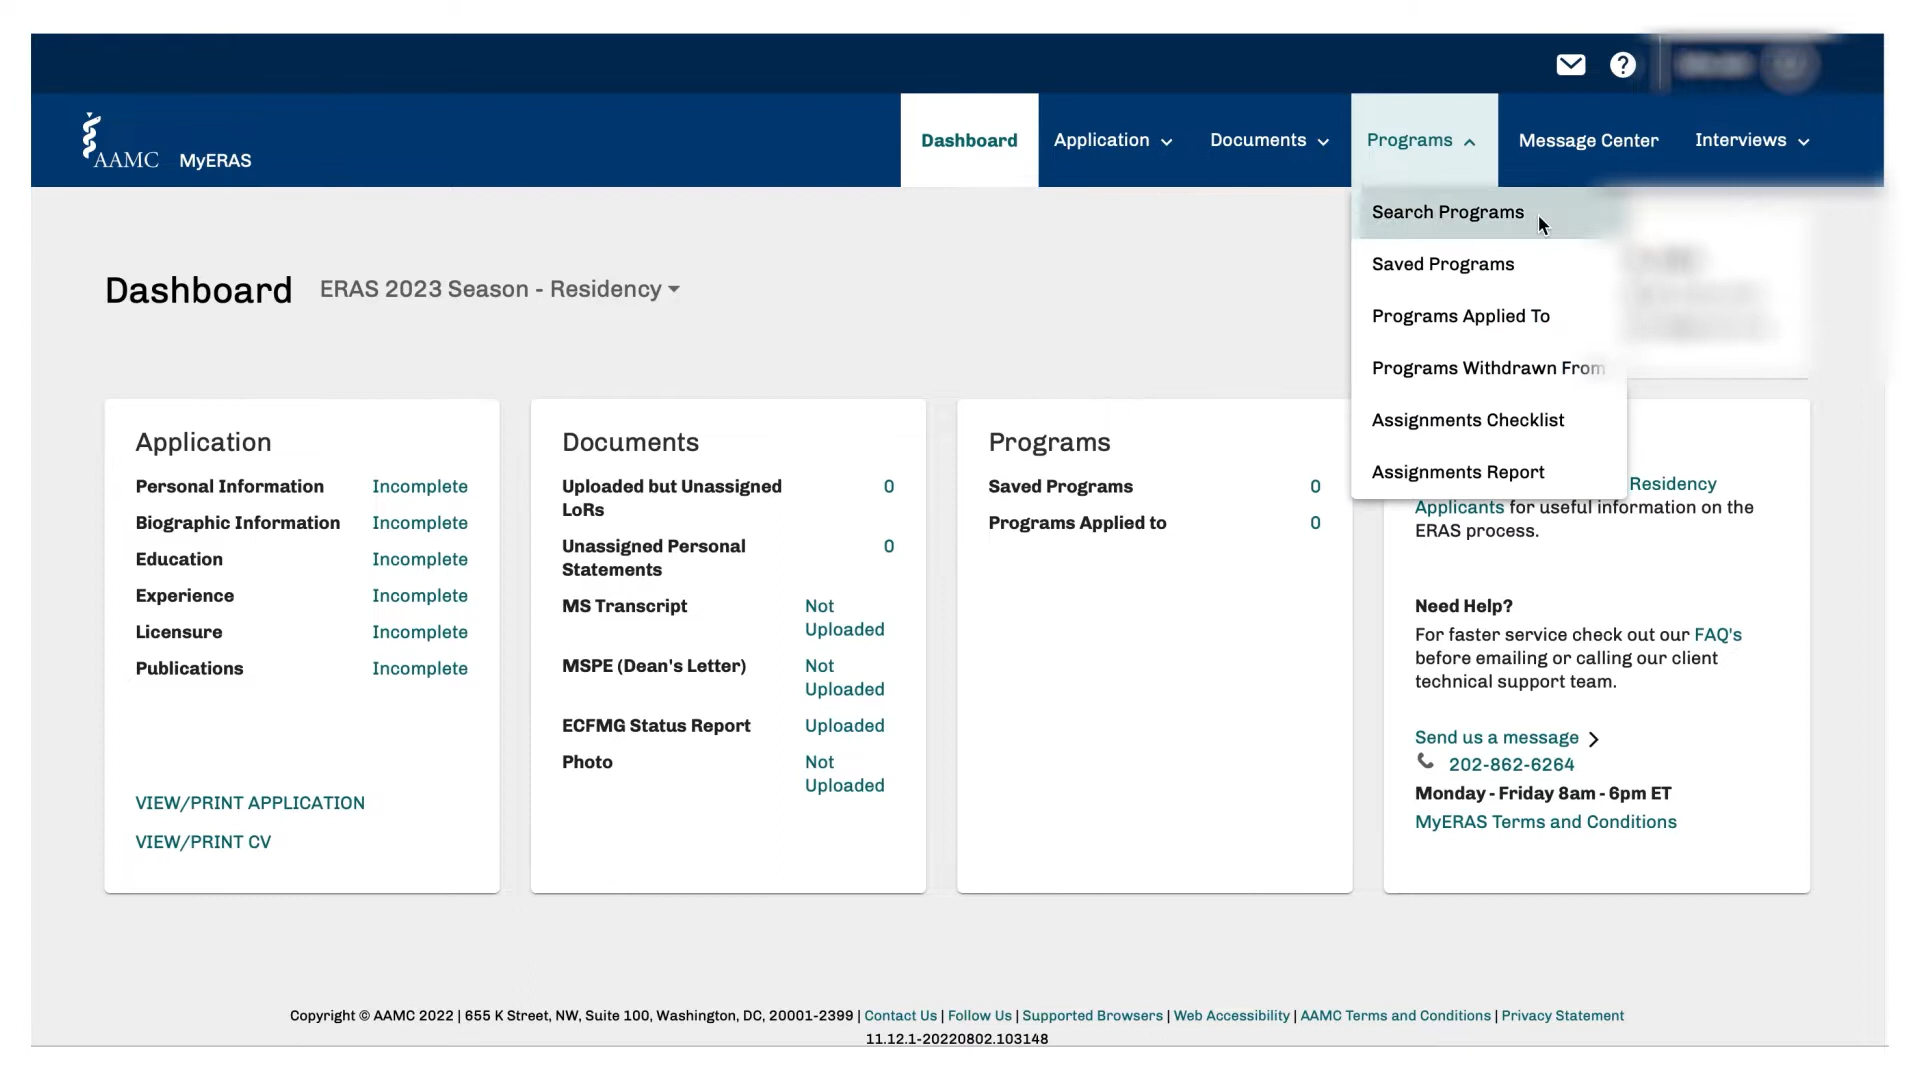 AAMC MyERAS
Dashboard Application Documents Programs Message Center Interviews
Search Programs
Saved Programs
Programs Applied To
Programs Withdrawn From
Assignments Checklist
Assignments Report
Dashboard ERAS 2023 Season - Residency
Application
Personal Information Incomplete
Biographic Information Incomplete
Education Incomplete
Experience Incomplete
Licensure Incomplete
Publications Incomplete
VIEW/PRINT APPLICATION
VIEW/PRINT CV
Documents
Uploaded but Unassigned 0
LoRs
Unassigned Personal 0
Statements
MS Transcript Not
Uploaded
MSPE (Dean's Letter) Not
Uploaded
ECFMG Status Report Uploaded
Photo Not
Uploaded
Programs
Saved Programs 0
Programs Applied to 0
Residency
Applicants for useful information on the
ERAS process.
Need Help?
For faster service check out our FAQ's
before emailing or calling our client
technical support team.
Send us a message
202-862-6264
Monday - Friday 8am - 6pm ET
MyERAS Terms and Conditions
Copyright © AAMC 2022 | 655 K Street, NW, Suite 100, Washington, DC, 20001-2399 | Contact Us | Follow Us | Supported Browsers | Web Accessibility | AAMC Terms and Conditions | Privacy Statement
11.12.1-20220802.103148